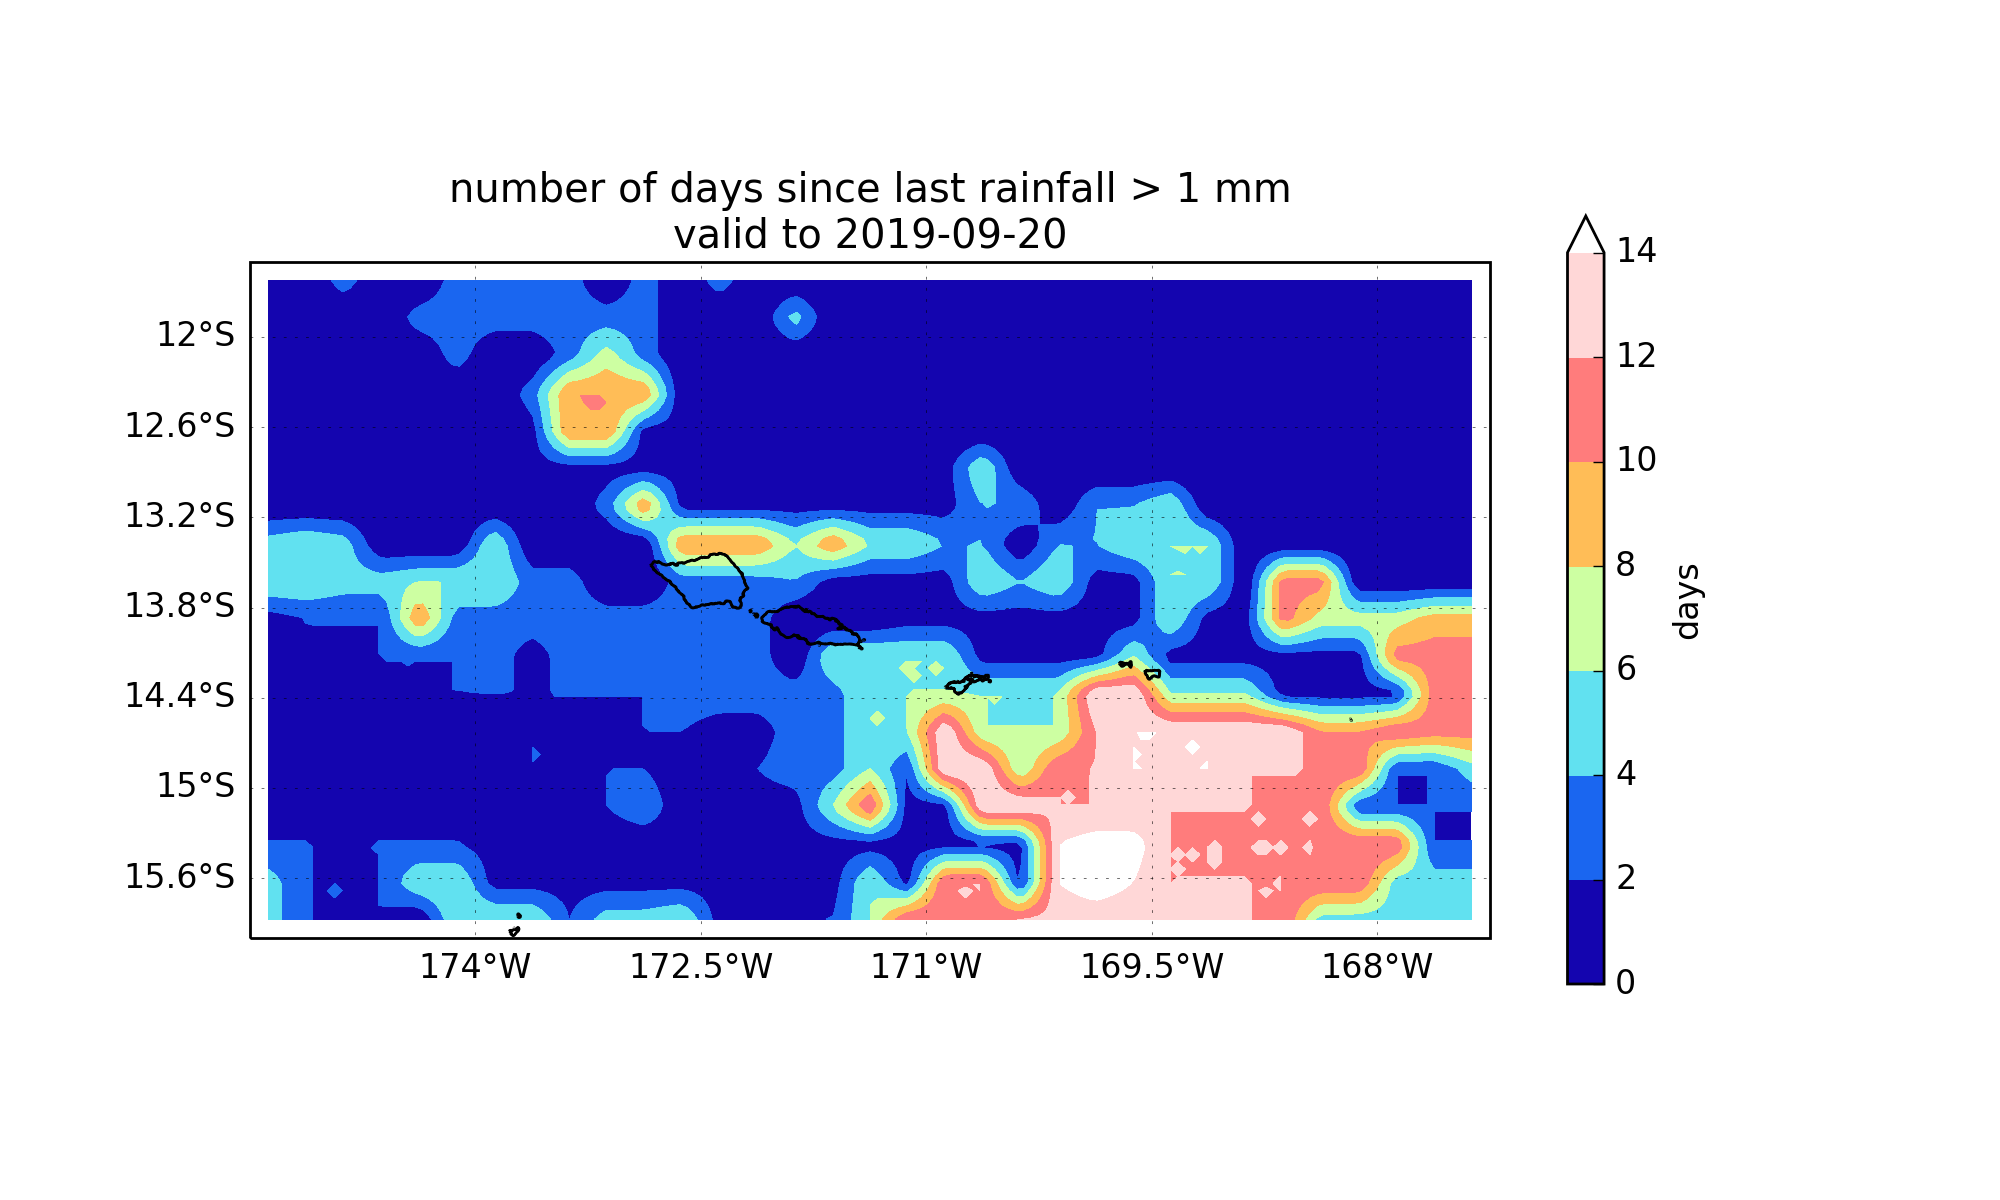 number of days since last rainfall > 1 mm
valid to 2019-09-20
12°S
12.6°S
13.2°S
13.8°S
14.4°S
15°S
15.6°S
174°W
172.5°W
171°W
169.5°W
168°W
14
12
10
8
6
4
2
0
days